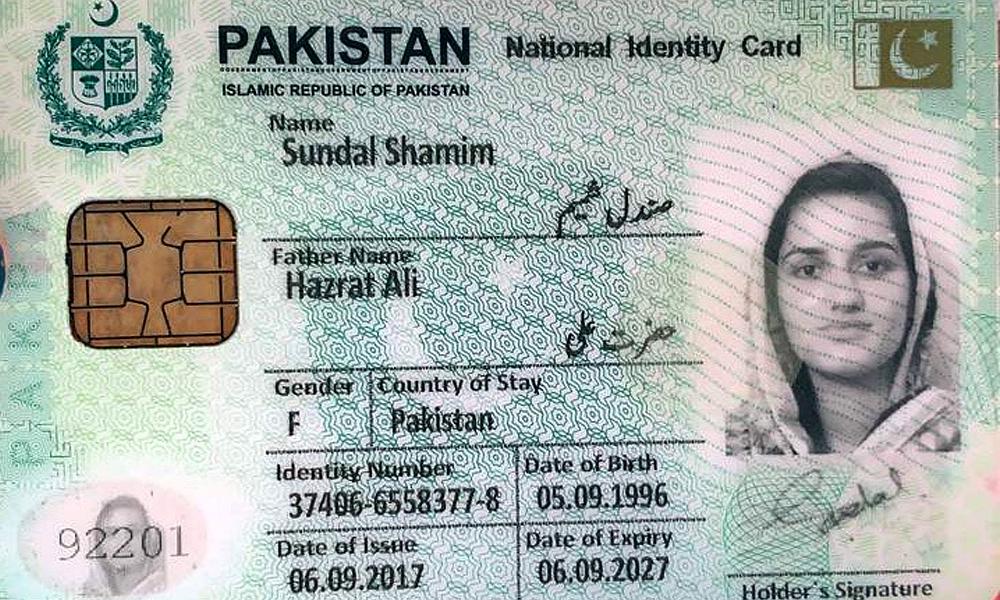 PAKISTAN National Identity Card
ISLAMIC REPUBLIC OF PAKISTAN
Name
Sundal Shamim
صندل شمیم
Father Name
Hazrat Ali
حضرت علی
Gender Country of Stay
F Pakistan
Identity Number Date of Birth
37406-6558377-8 05.09.1996
Date of Issue Date of Expiry
06.09.2017 06.09.2027
92201
Holder's Signature